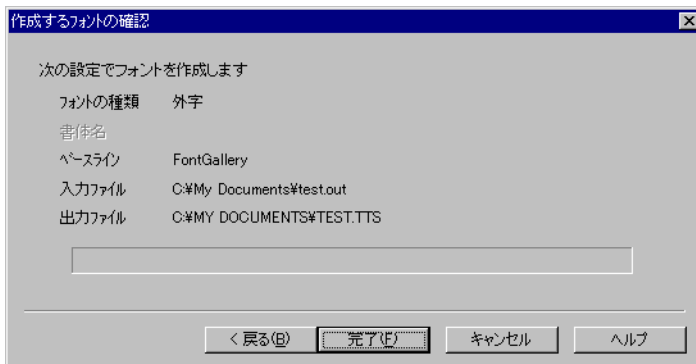 作成するフォントの確認
次の設定でフォントを作成します
フォントの種類 外字
書体名
ベースライン FontGallery
入力ファイル C:¥My Documents¥test.out
出力ファイル C:¥MY DOCUMENTS¥TEST.TTS
< 戻る(B) 完了(F) キャンセル ヘルプ